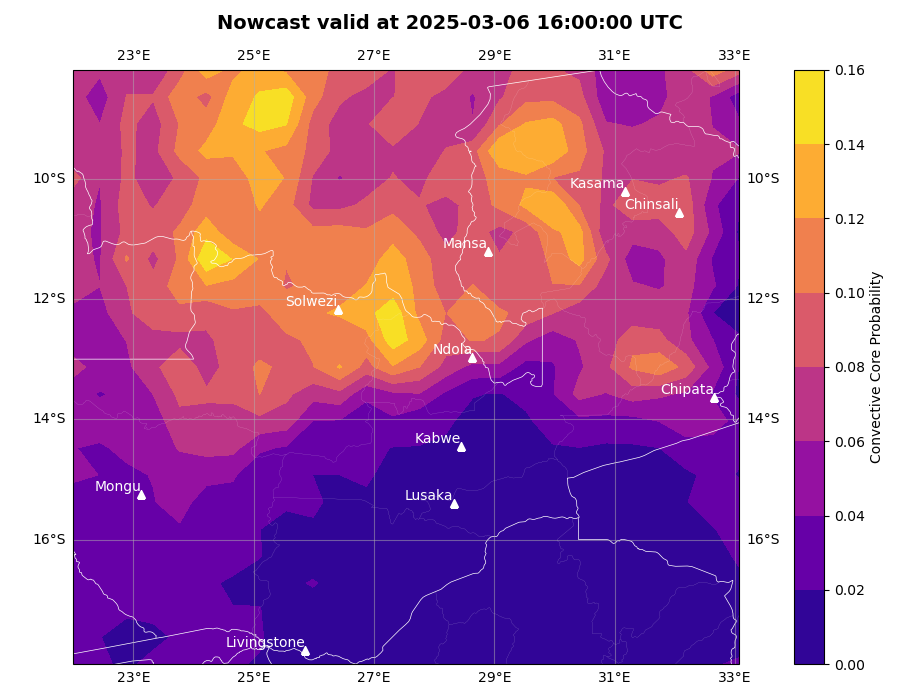 Nowcast valid at 2025-03-06 16:00:00 UTC
23°E 25°E 27°E 29°E 31°E 33°E
0.16
0.14
10°S Kasama 10°S
Chinsali
0.12
Mansa
0.10
12°S Solwezi 12°S
Ndola
0.08
Chipata
14°S 14°S
Kabwe
0.06
Mongu
Lusaka
0.04
16°S 16°S
0.02
Livingstone
0.00
23°E 25°E 27°E 29°E 31°E 33°E
Convective Core Probability